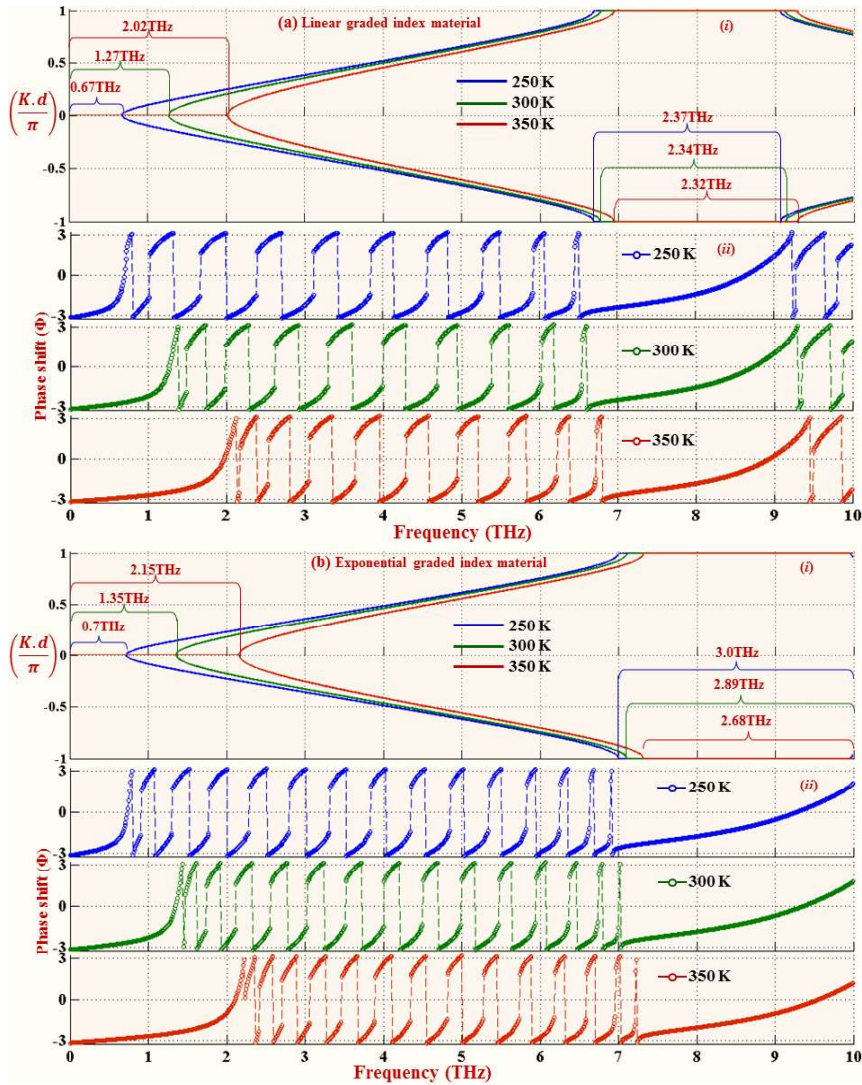 (a) Linear graded index material
(i)
2.02THz
1.27THz
0.67THz
250 K
300 K
350 K
2.37THz
2.34THz
2.32THz
(K.d/π)
1
0.5
0
-0.5
-1
(ii)
250 K
300 K
350 K
3
0
-3
3
0
-3
3
0
-3
Phase shift (Φ)
0 1 2 3 4 5 6 7 8 9 10
Frequency (THz)
(b) Exponential graded index material
(i)
2.15THz
1.35THz
0.7THz
250 K
300 K
350 K
3.0THz
2.89THz
2.68THz
(K.d/π)
1
0.5
0
-0.5
-1
(ii)
250 K
300 K
350 K
3
0
-3
3
0
-3
3
0
-3
Phase shift (Φ)
0 1 2 3 4 5 6 7 8 9 10
Frequency (THz)